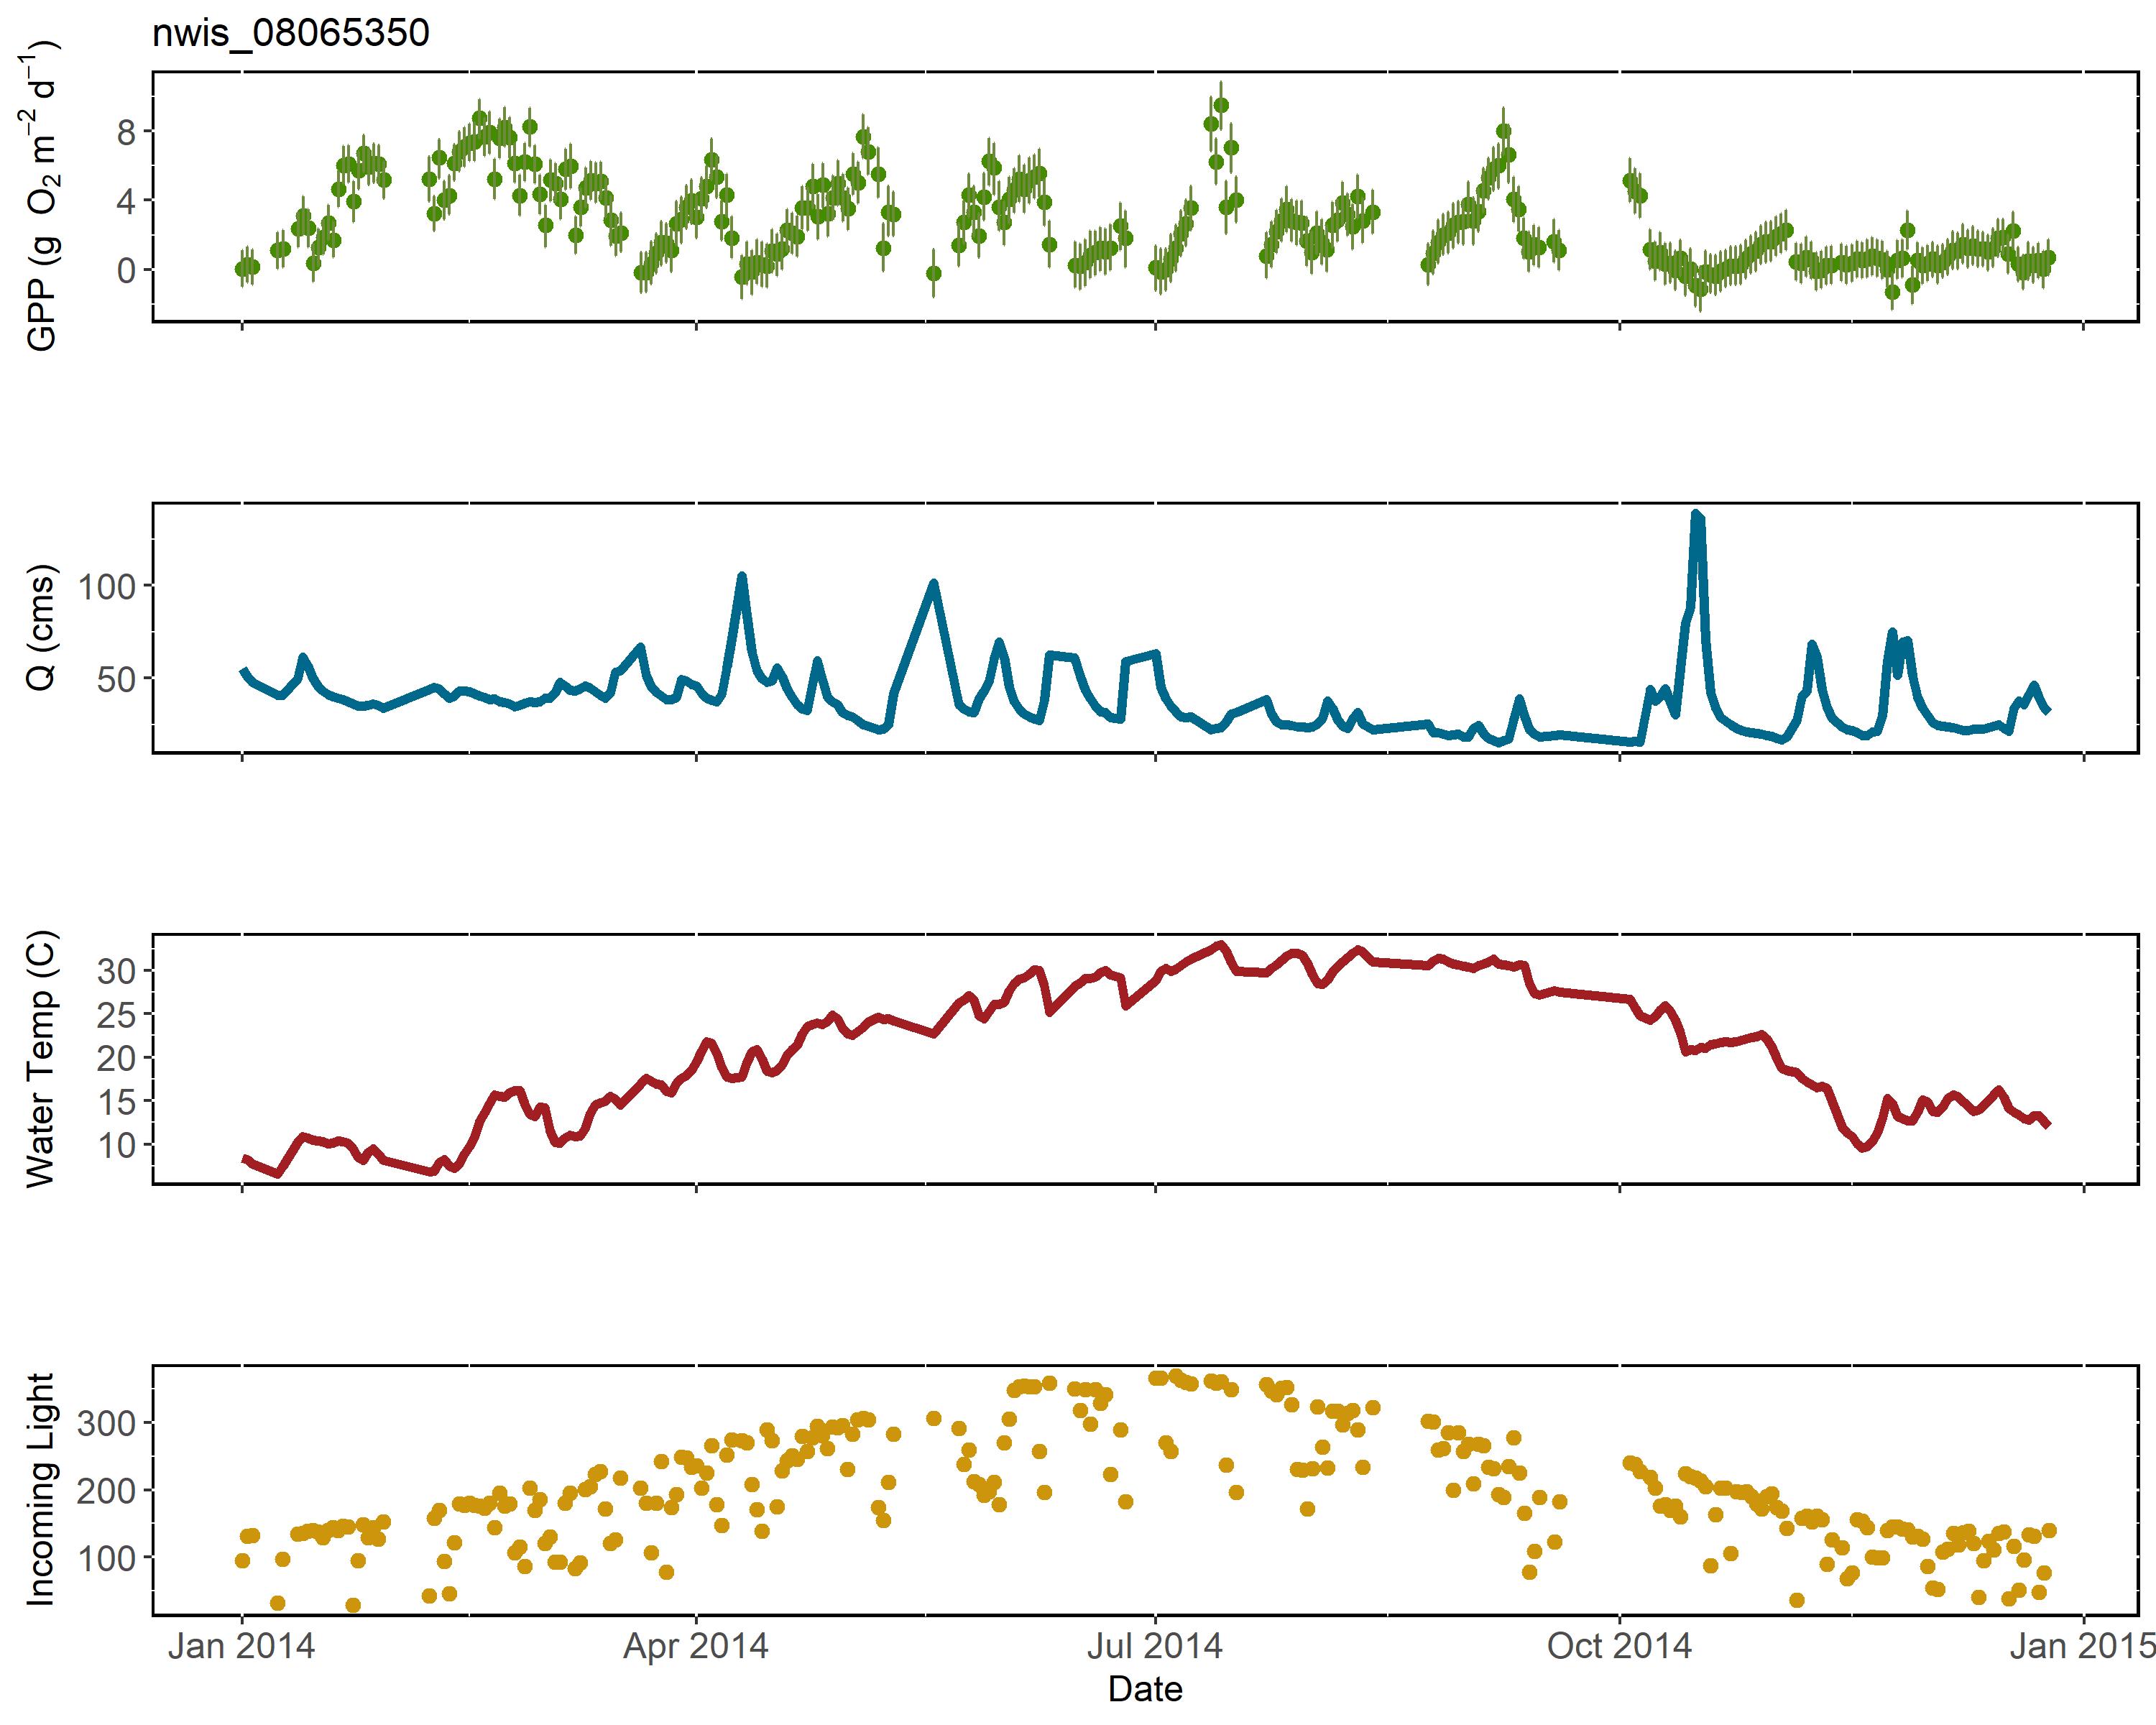 nwis_08065350
GPP (g O₂ m⁻² d⁻¹)
8
4
0
Q (cms)
100
50
Water Temp (C)
30
25
20
15
10
Incoming Light
300
200
100
Jan 2014 Apr 2014 Jul 2014 Oct 2014 Jan 2015
Date